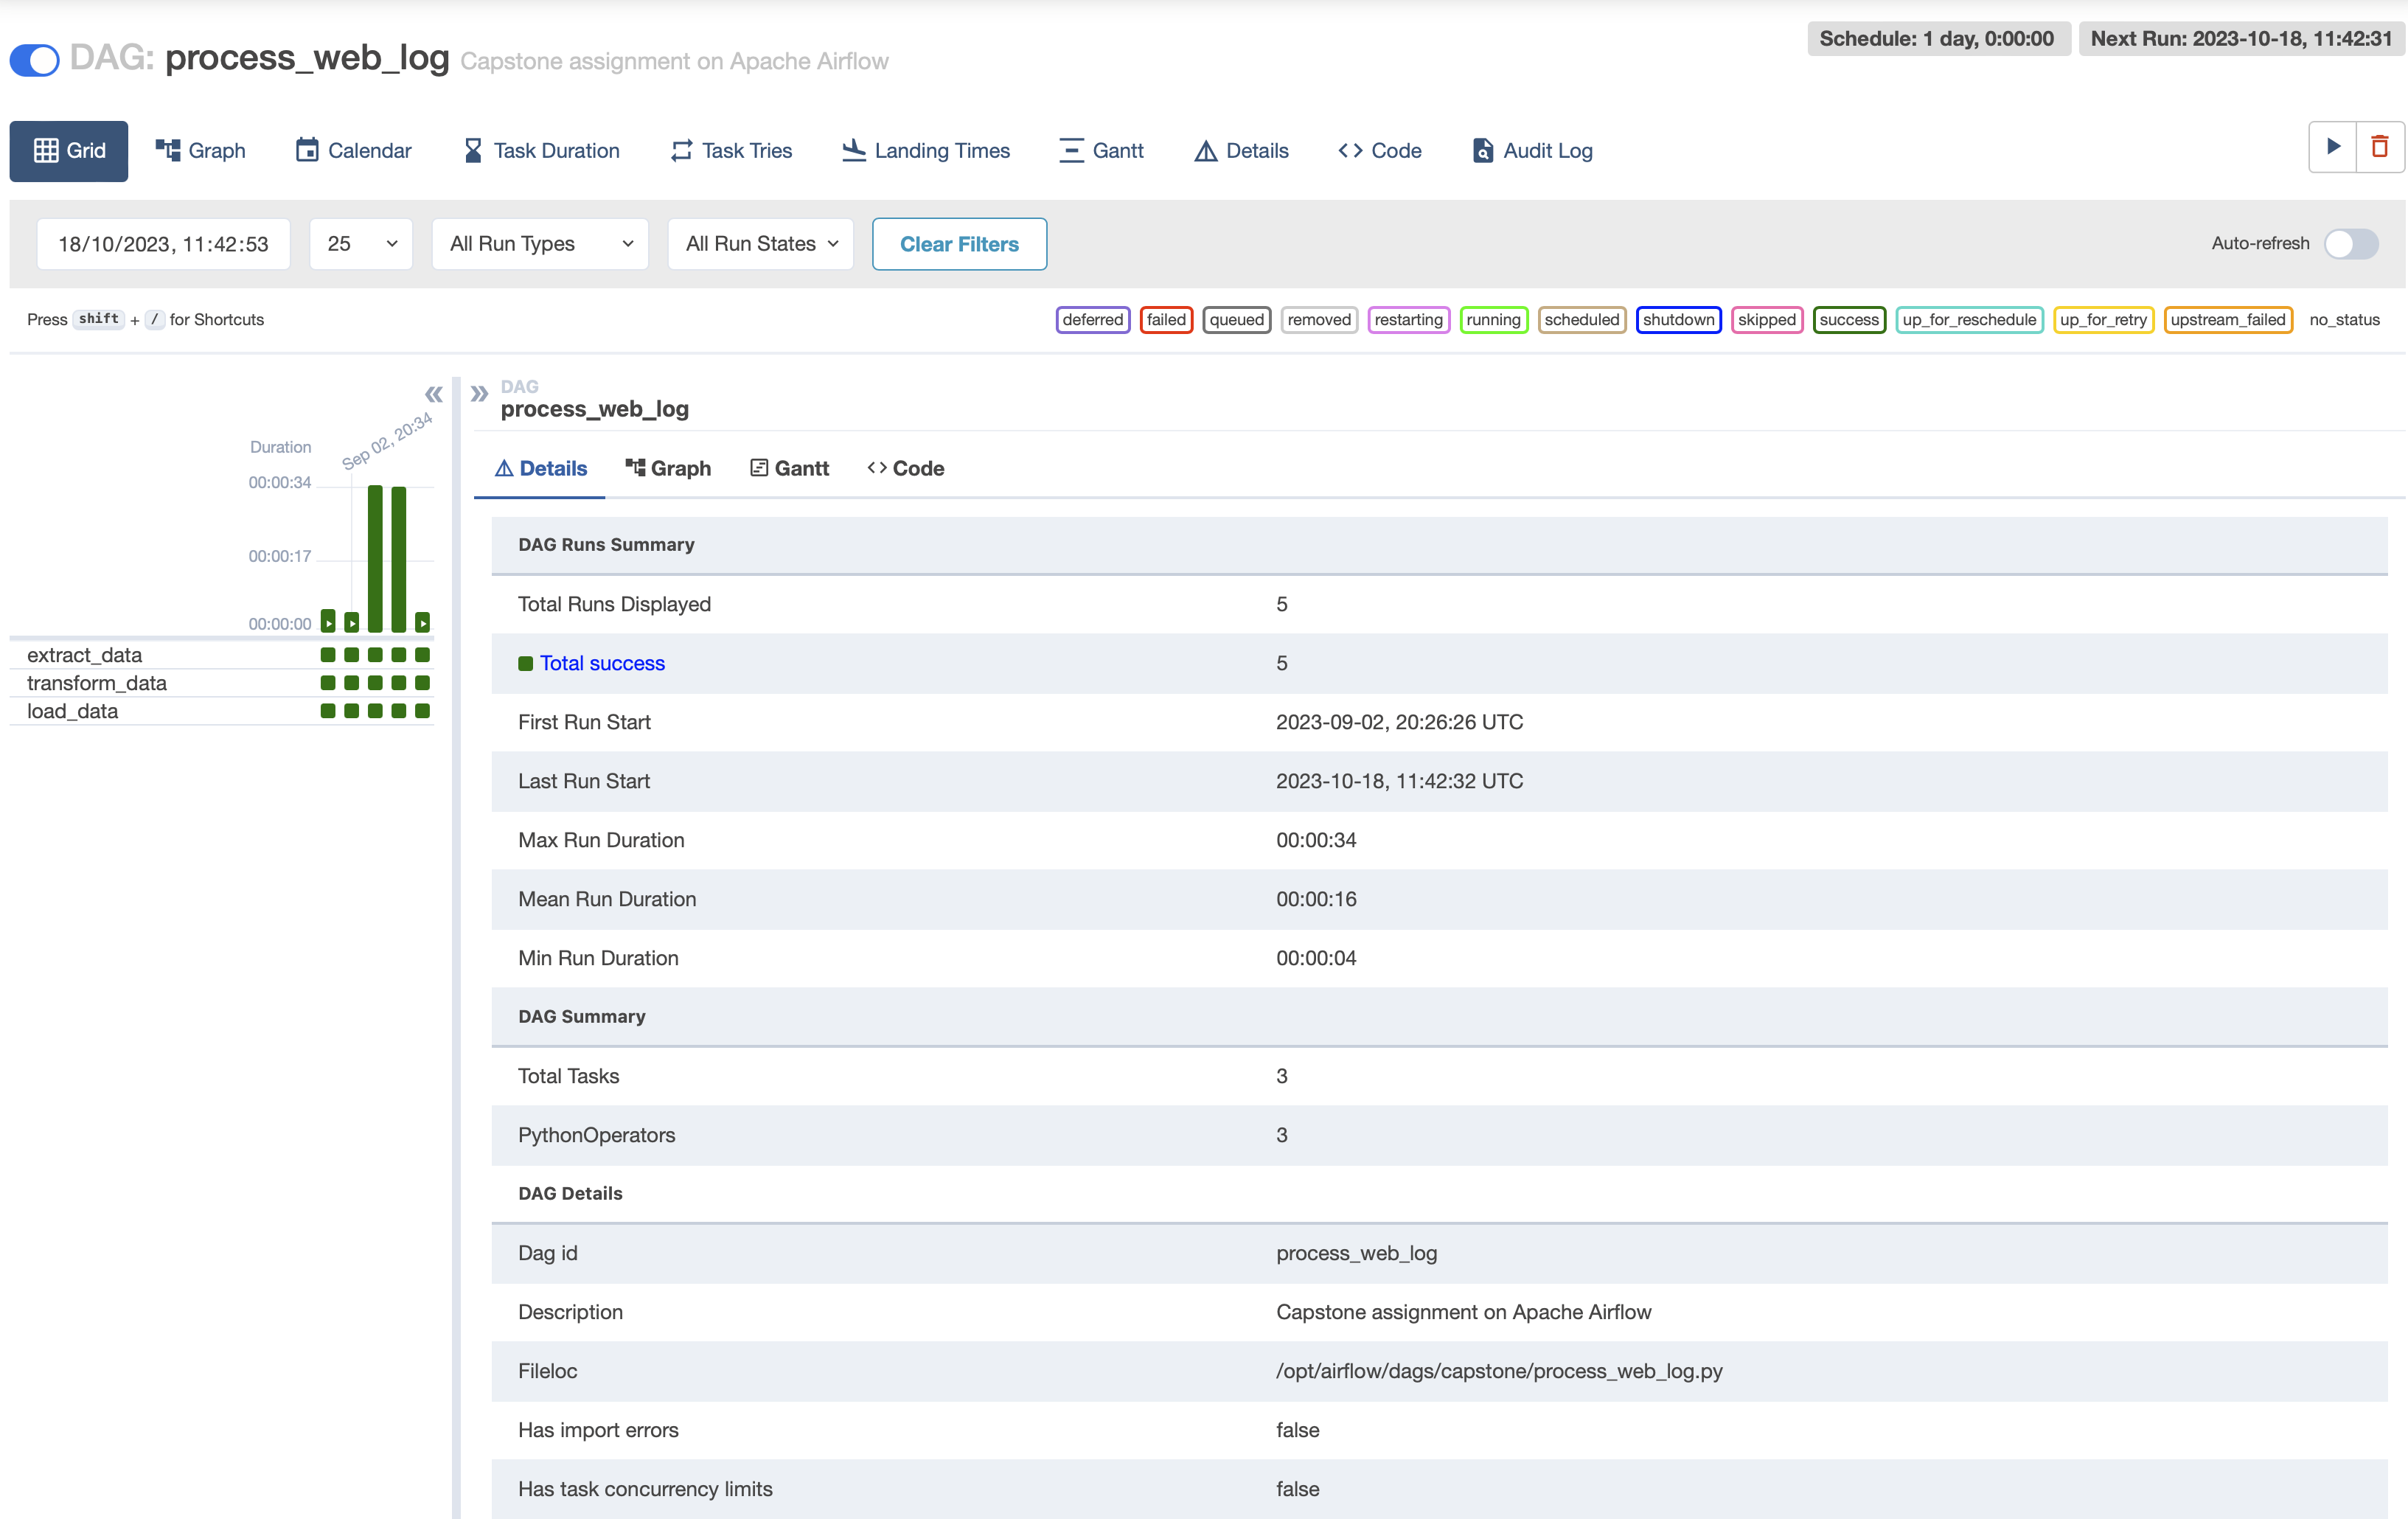 DAG: process_web_log Capstone assignment on Apache Airflow
Schedule: 1 day, 0:00:00 Next Run: 2023-10-18, 11:42:31
Grid Graph Calendar Task Duration Task Tries Landing Times Gantt Details Code Audit Log
18/10/2023, 11:42:53 25 All Run Types All Run States Clear Filters Auto-refresh
Press shift + / for Shortcuts
deferred failed queued removed restarting running scheduled shutdown skipped success up_for_reschedule up_for_retry upstream_failed no_status
Duration
Sep 02, 20:34
00:00:34
00:00:17
00:00:00
extract_data
transform_data
load_data
DAG
process_web_log
Details Graph Gantt Code
DAG Runs Summary
Total Runs Displayed 5
Total success 5
First Run Start 2023-09-02, 20:26:26 UTC
Last Run Start 2023-10-18, 11:42:32 UTC
Max Run Duration 00:00:34
Mean Run Duration 00:00:16
Min Run Duration 00:00:04
DAG Summary
Total Tasks 3
PythonOperators 3
DAG Details
Dag id process_web_log
Description Capstone assignment on Apache Airflow
Fileloc /opt/airflow/dags/capstone/process_web_log.py
Has import errors false
Has task concurrency limits false